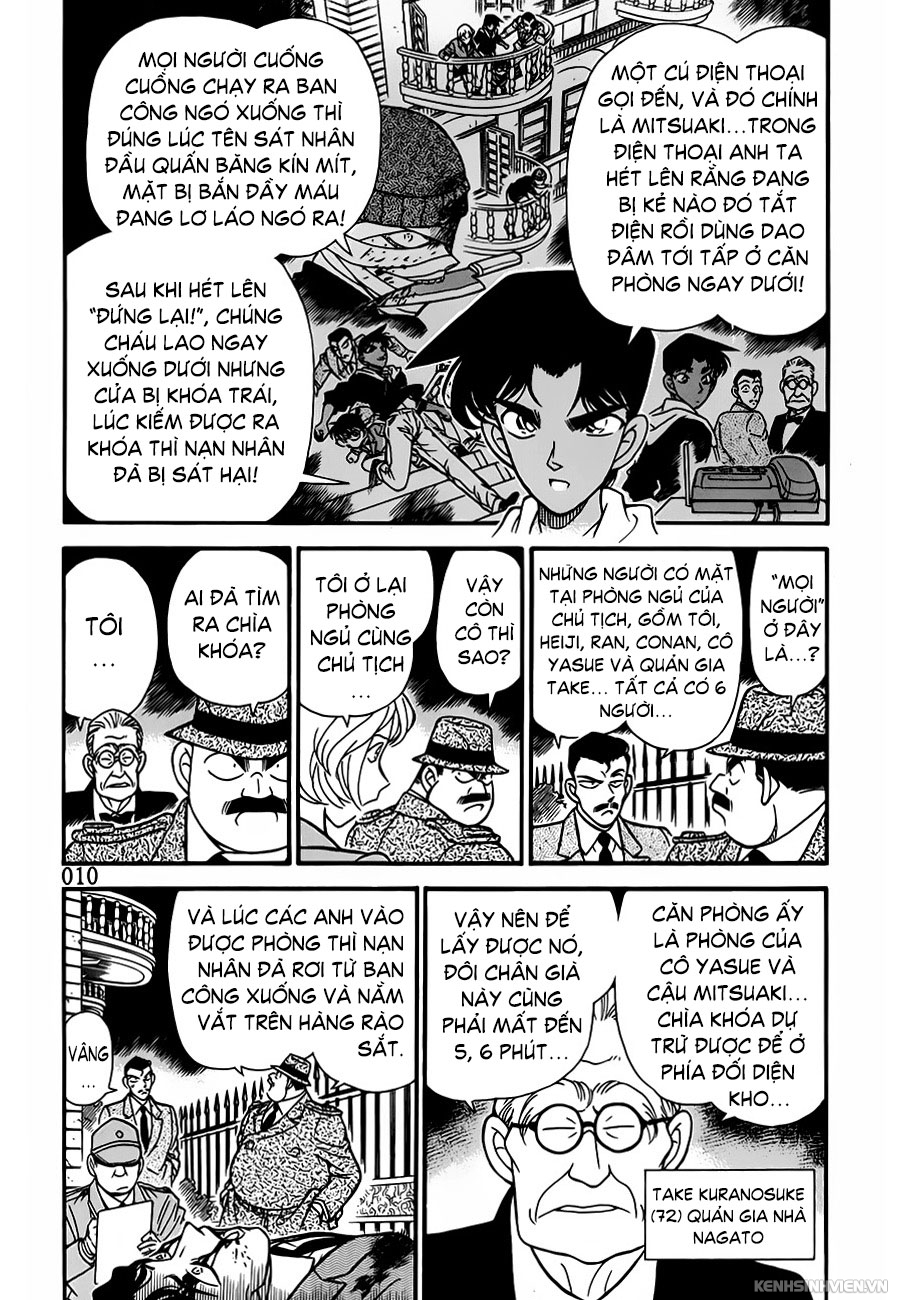 MỘT CÚ ĐIỆN THOẠI
GỌI ĐẾN, VÀ ĐÓ CHÍNH
LÀ MITSUAKI...TRONG
ĐIỆN THOẠI ANH TA
HÉT LÊN RẰNG ĐANG
BỊ KẺ NÀO ĐÓ TẮT
ĐIỆN RỒI DÙNG DAO
ĐÂM TỚI TẤP Ở CĂN
PHÒNG NGAY DƯỚI!
MỌI NGƯỜI CUỐNG
CUỒNG CHẠY RA BAN
CÔNG NGÓ XUỐNG THÌ
ĐÚNG LÚC TÊN SÁT NHÂN
ĐẦU QUẤN BĂNG KÍN MÍT,
MẶT BỊ BẮN ĐẦY MÁU
ĐANG LƠ LÁO NGÓ RA!
SAU KHI HÉT LÊN
“ĐỨNG LẠI!”, CHÚNG
CHÁU LAO NGAY
XUỐNG DƯỚI NHƯNG
CỬA BỊ KHÓA TRÁI,
LÚC KIẾM ĐƯỢC RA
KHÓA THÌ NẠN NHÂN
ĐÃ BỊ SÁT HẠI!
“MỌI
NGƯỜI”
Ở ĐÂY
LÀ...?
NHỮNG NGƯỜI CÓ MẶT
TẠI PHÒNG NGỦ CỦA
CHỦ TỊCH, GỒM TÔI,
HEIJI, RAN, CONAN, CÔ
YASUE VÀ QUẢN GIA
TAKE... TẤT CẢ CÓ 6
NGƯỜI...
VẬY
CÒN
CÔ THÌ
SAO?
TÔI Ở LẠI
PHÒNG
NGỦ CÙNG
CHỦ TỊCH
...
AI ĐÃ TÌM
RA CHÌA
KHÓA?
TÔI
...
010
CĂN PHÒNG ẤY
LÀ PHÒNG CỦA
CÔ YASUE VÀ
CẬU MITSUAKI...
CHÌA KHÓA DỰ
TRỮ ĐƯỢC ĐỂ Ở
PHÍA ĐỐI DIỆN
KHO...
VẬY NÊN ĐỂ
LẤY ĐƯỢC NÓ,
ĐÔI CHÂN GIÀ
NÀY CŨNG
PHẢI MẤT ĐẾN
5, 6 PHÚT...
TAKE KURANOSUKE
(72) QUẢN GIA NHÀ
NAGATO
VÀ LÚC CÁC ANH VÀO
ĐƯỢC PHÒNG THÌ NẠN
NHÂN ĐÃ RƠI TỪ BAN
CÔNG XUỐNG VÀ NẰM
VẮT TRÊN HÀNG RÀO
SẮT.
VÂNG
...
KENHSINHVIEN.VN